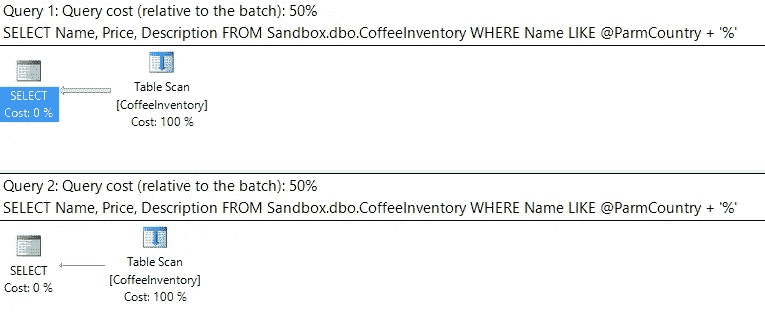 Query 1: Query cost (relative to the batch): 50%
SELECT Name, Price, Description FROM Sandbox.dbo.CoffeeInventory WHERE Name LIKE @ParmCountry + '%'
SELECT
Cost: 0 %
Table Scan
[CoffeeInventory]
Cost: 100 %
Query 2: Query cost (relative to the batch): 50%
SELECT Name, Price, Description FROM Sandbox.dbo.CoffeeInventory WHERE Name LIKE @ParmCountry + '%'
SELECT
Cost: 0 %
Table Scan
[CoffeeInventory]
Cost: 100 %